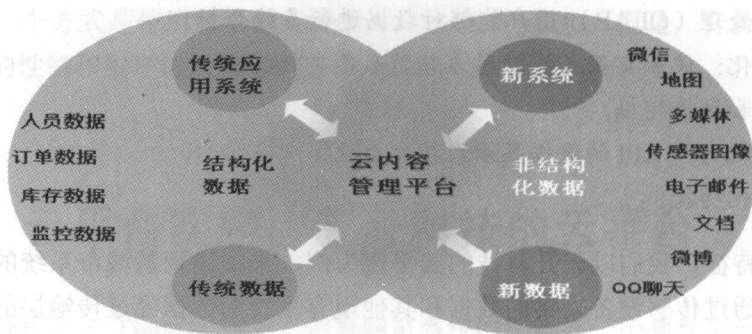 传统应
用系统
新系统
微信
地图
多媒体
传感器图像
电子邮件
文档
微博
QQ聊天
人员数据
订单数据
库存数据
监控数据
结构化
数据
云内容
管理平台
非结构
化数据
传统数据
新数据